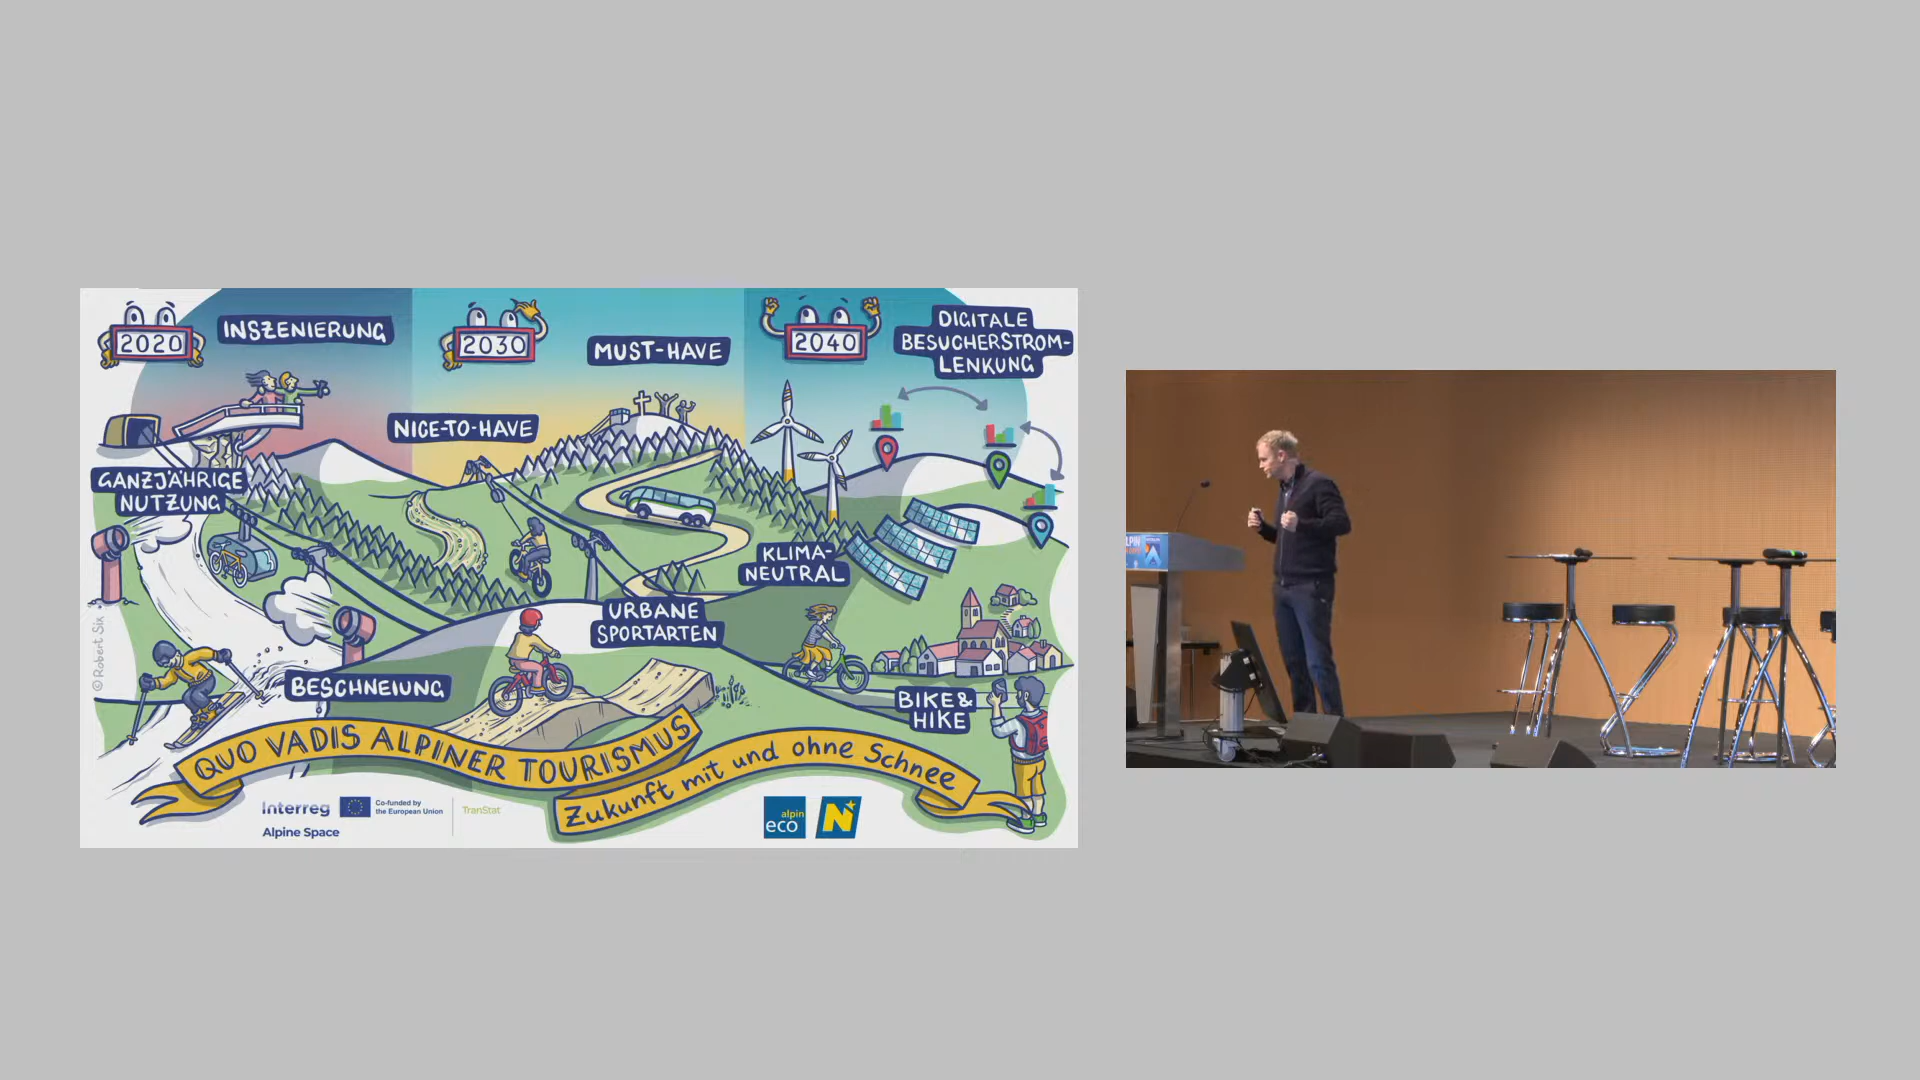 2020
INSZENIERUNG
2030
MUST-HAVE
2040
DIGITALE
BESUCHERSTROM-
LENKUNG
NICE-TO-HAVE
GANZJÄHRIGE
NUTZUNG
KLIMA-
NEUTRAL
URBANE
SPORTARTEN
BESCHNEIUNG
BIKE &
HIKE
© Robert Six
QUO VADIS ALPINER TOURISMUS
Zukunft mit und ohne Schnee
Interreg
Co-funded by
the European Union
TranStat
Alpine Space
alpin
eco
N